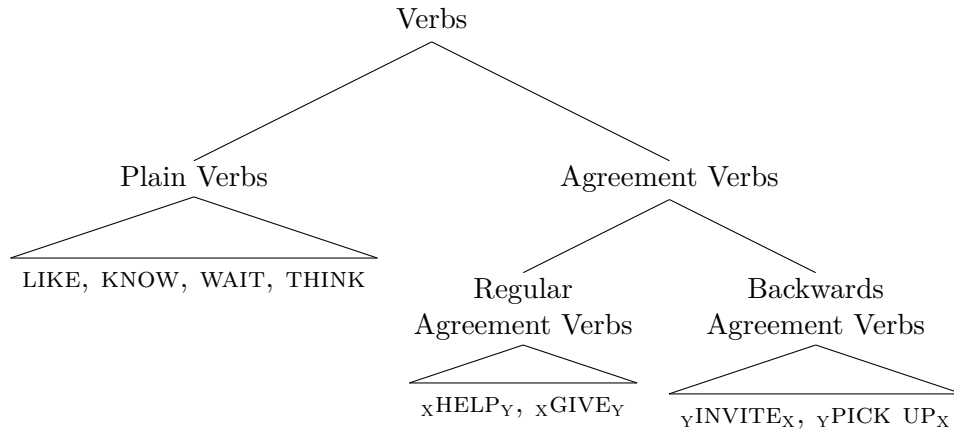 Verbs
Plain Verbs
Agreement Verbs
LIKE, KNOW, WAIT, THINK
Regular
Agreement Verbs
Backwards
Agreement Verbs
XHELPY, XGIVEY
YINVITEX, YPICK UPX